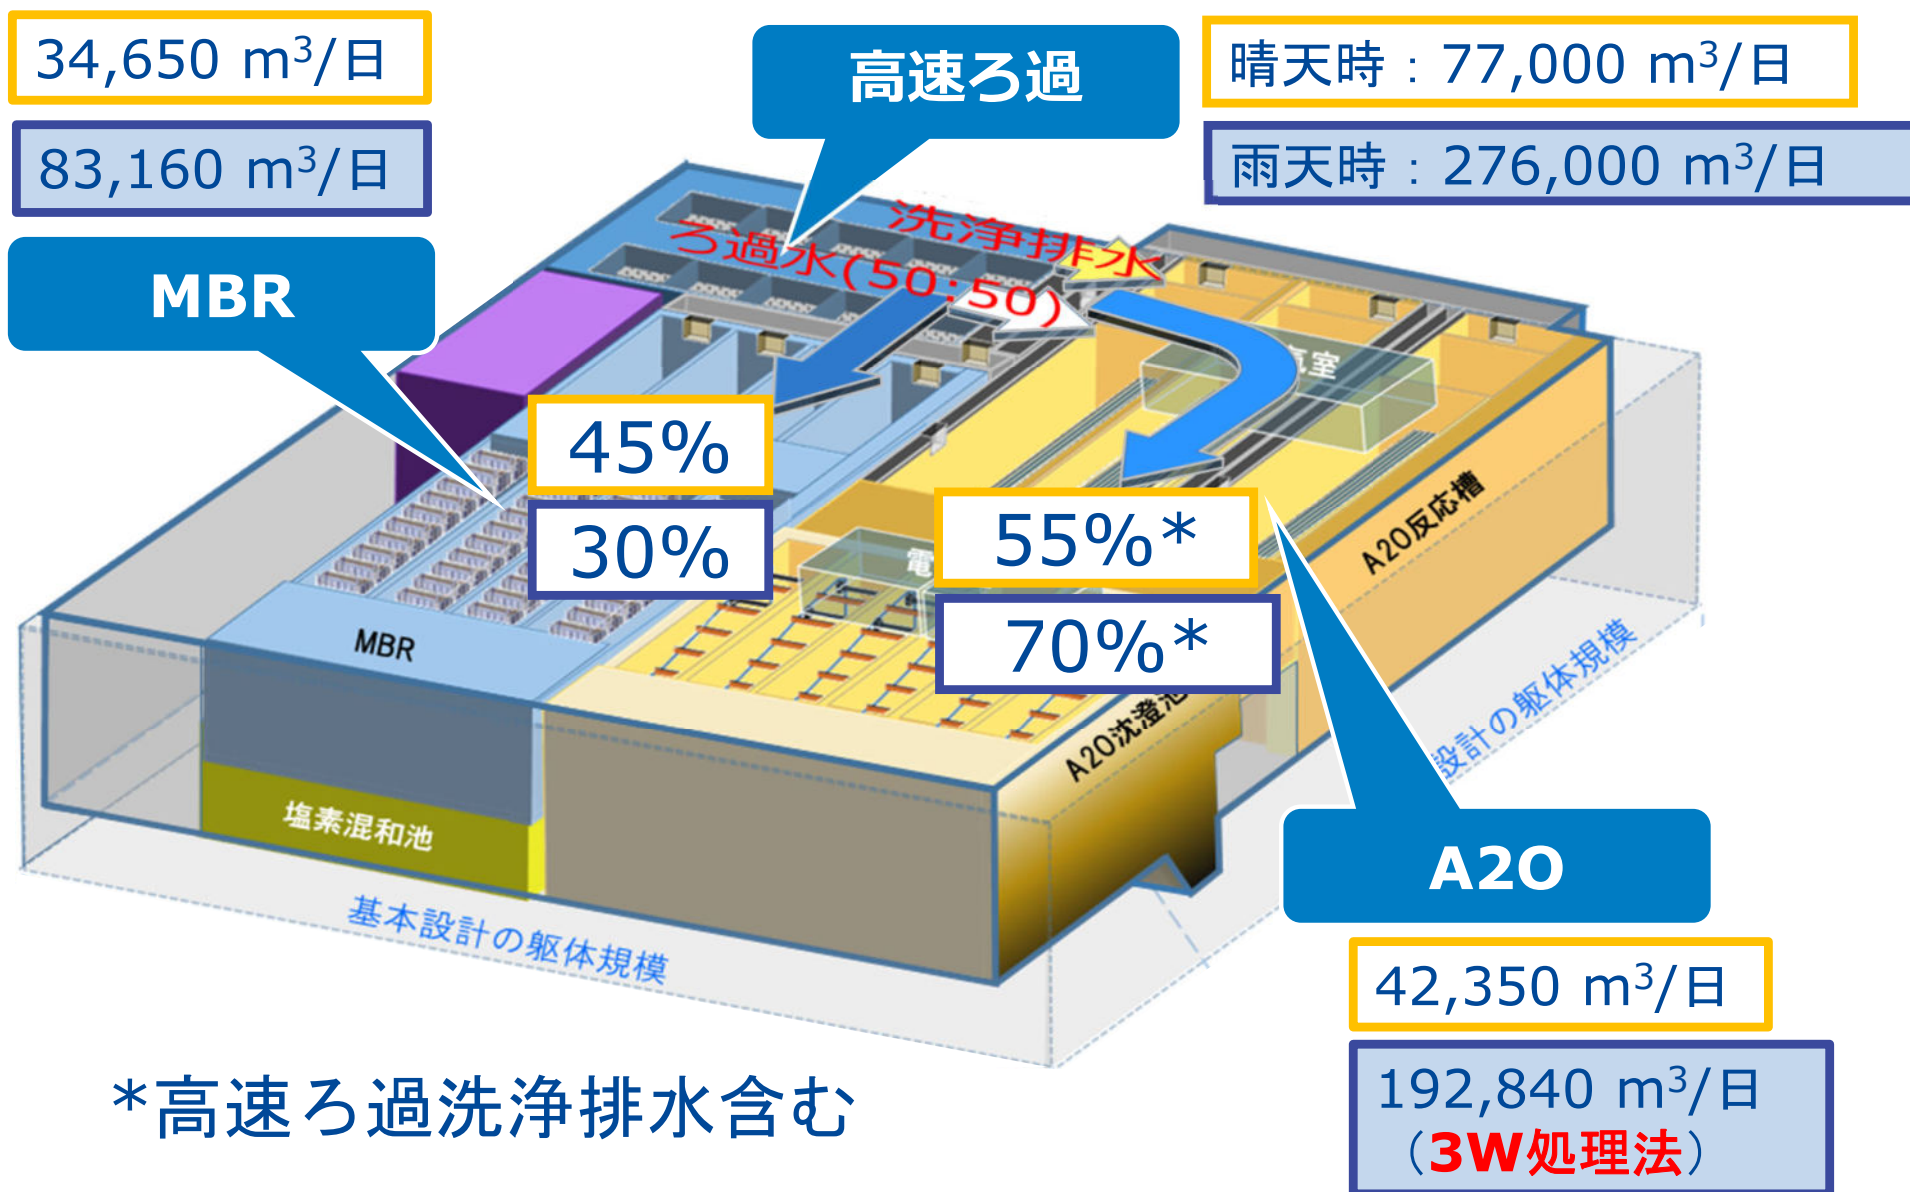 34,650 m³/日
83,160 m³/日
高速ろ過
晴天時：77,000 m³/日
雨天時：276,000 m³/日
MBR
洗浄排水
ろ過水(50:50)
気室
45%
30%
55%*
70%*
電
A2O反応槽
MBR
A2O沈澄池
設計の躯体規模
塩素混和池
基本設計の躯体規模
A2O
42,350 m³/日
192,840 m³/日
（3W処理法）
*高速ろ過洗浄排水含む